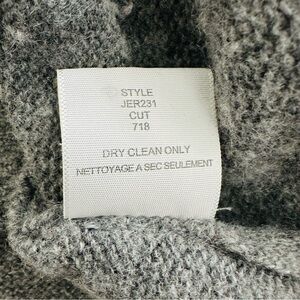 STYLE
JER231
CUT
718
DRY CLEAN ONLY
NETTOYAGE A SEC SEULEMENT